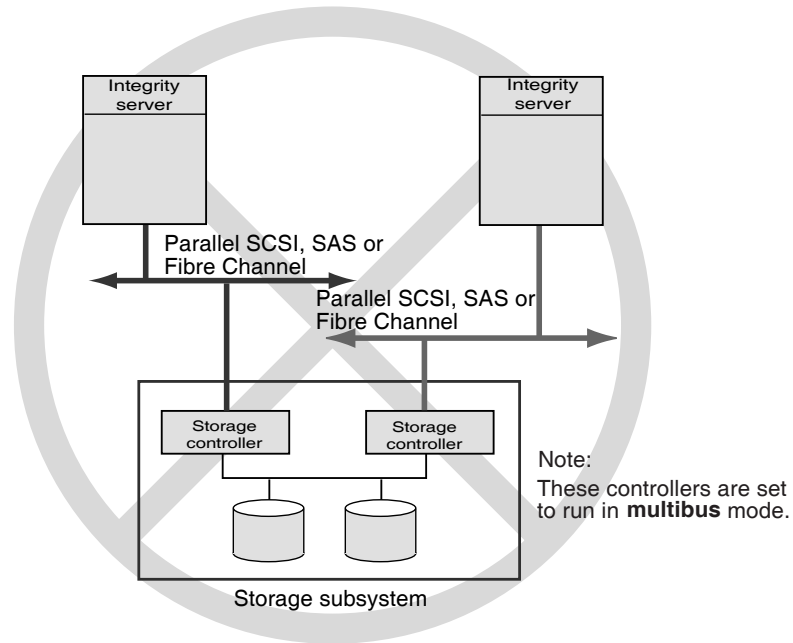 Integrity
server
Integrity
server
Parallel SCSI, SAS or
Fibre Channel
Parallel SCSI, SAS or
Fibre Channel
Storage
controller
Storage
controller
Note:
These controllers are set
to run in multibus mode.
Storage subsystem